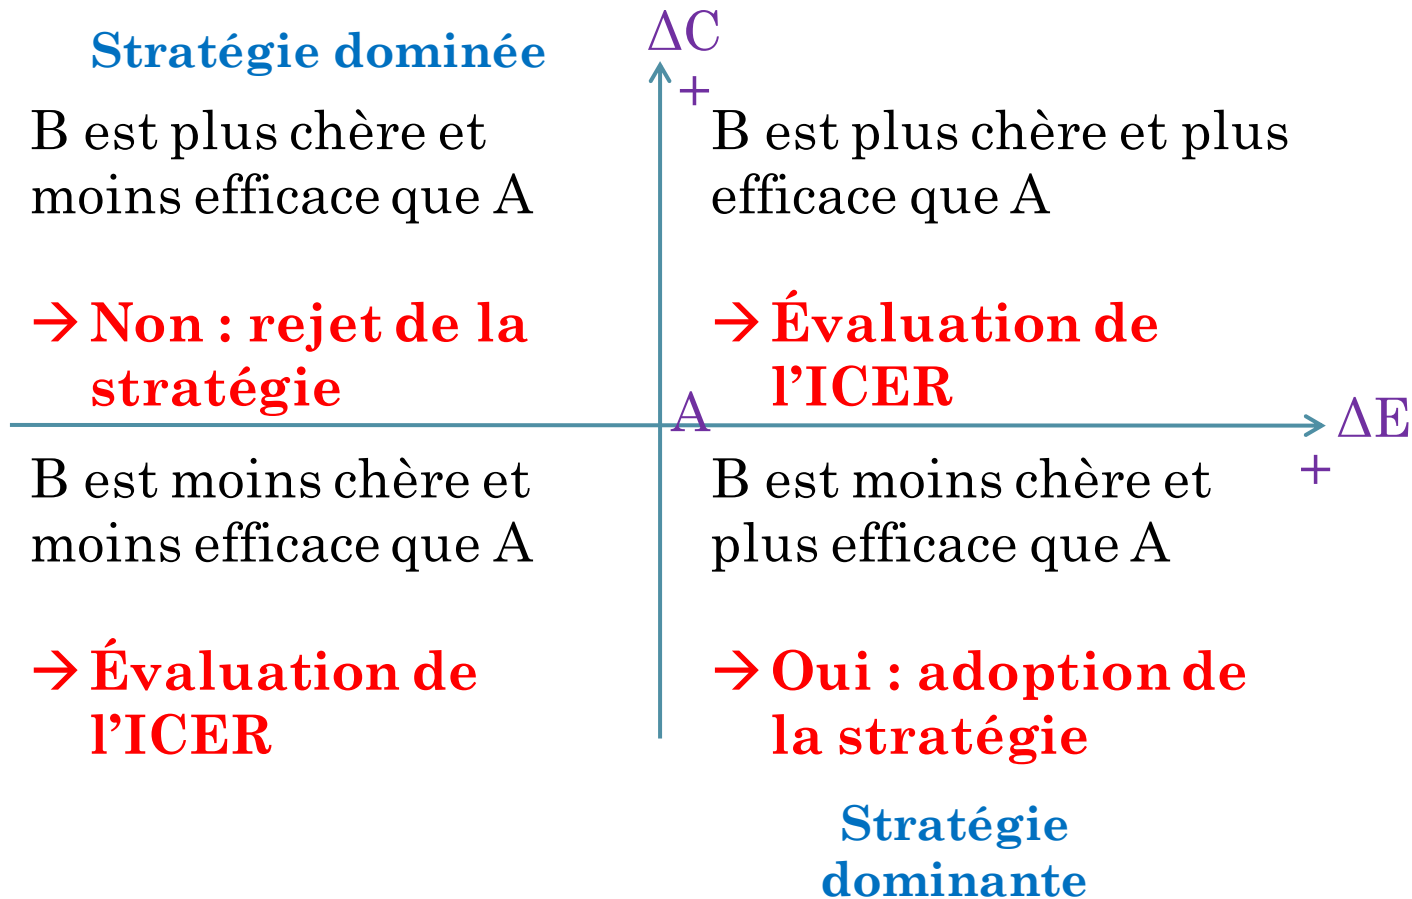 Stratégie dominée
B est plus chère et
moins efficace que A
→ Non : rejet de la
stratégie
ΔC
+
B est plus chère et plus
efficace que A
→ Évaluation de
l’ICER
A
ΔE
+
B est moins chère et
moins efficace que A
→ Évaluation de
l’ICER
B est moins chère et
plus efficace que A
→ Oui : adoption de
la stratégie
Stratégie
dominante